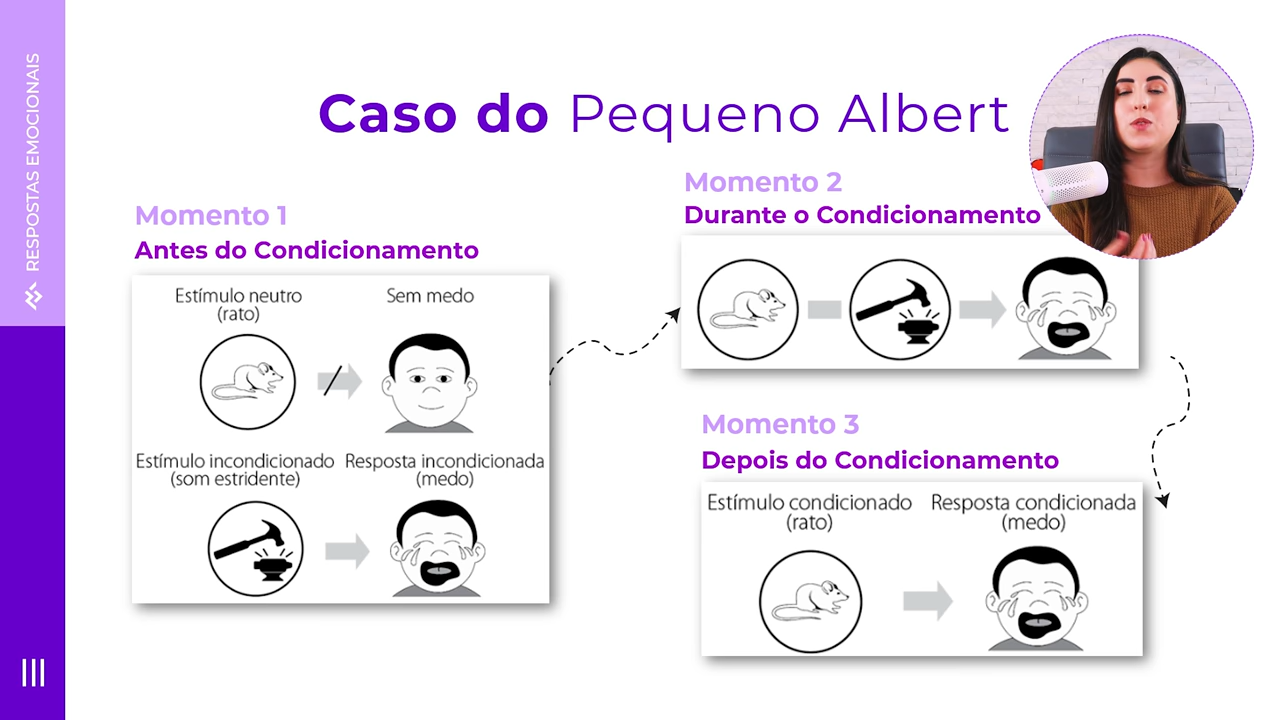 RESPOSTAS EMOCIONAIS
Caso do Pequeno Albert
Momento 1
Antes do Condicionamento
Estímulo neutro
(rato)
Sem medo
Estímulo incondicionado
(som estridente)
Resposta incondicionada
(medo)
Momento 2
Durante o Condicionamento
Momento 3
Depois do Condicionamento
Estímulo condicionado
(rato)
Resposta condicionada
(medo)